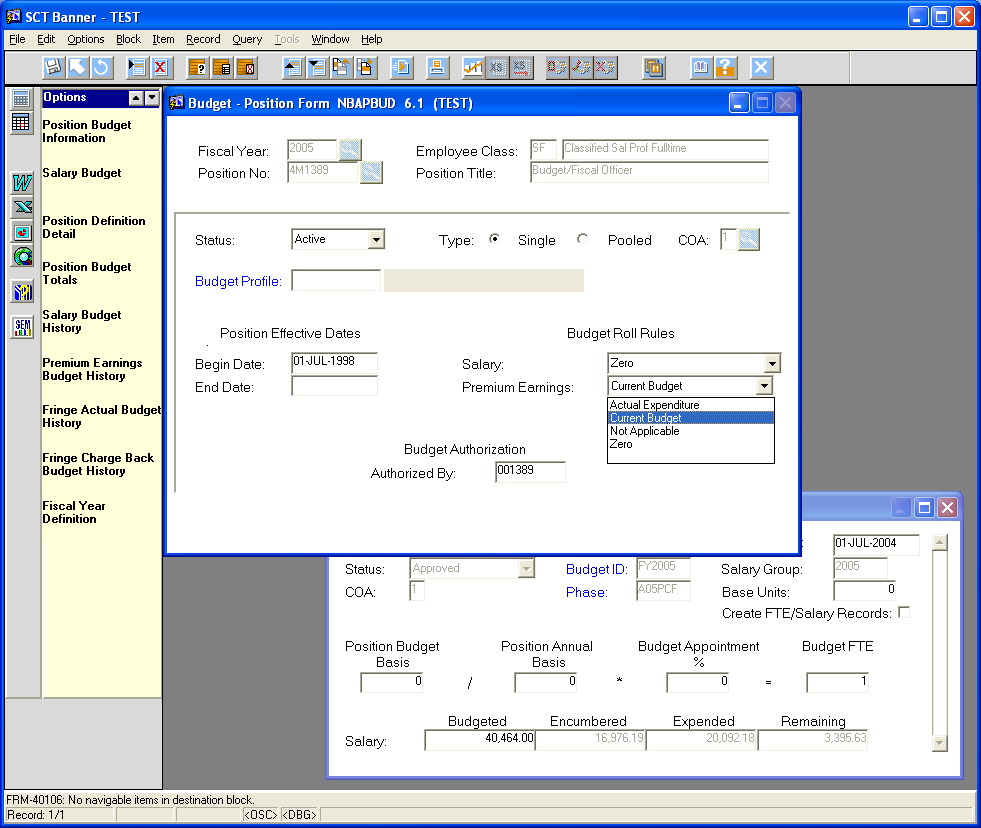 SCT Banner - TEST
File Edit Options Block Item Record Query Tools Window Help
Options
Position Budget
Information
Salary Budget
Position Definition
Detail
Position Budget
Totals
Salary Budget
History
Premium Earnings
Budget History
Fringe Actual Budget
History
Fringe Charge Back
Budget History
Fiscal Year
Definition
SEM
Budget - Position Form NBAPBUD 6.1 (TEST)
Fiscal Year: 2005 Employee Class: SF Classified Sal Prof Fulltime
Position No: 4M1389 Position Title: Budget/Fiscal Officer
Status: Active Type: Single Pooled COA: 1
Budget Profile:
Position Effective Dates Budget Roll Rules
Begin Date: 01-JUL-1998 Salary: Zero
End Date: Premium Earnings: Current Budget
Actual Expenditure
Current Budget
Not Applicable
Zero
Budget Authorization
Authorized By: 001389
01-JUL-2004
Status: Approved Budget ID: FY2005 Salary Group: 2005
COA: 1 Phase: A05PCF Base Units: 0
Create FTE/Salary Records:
Position Budget Position Annual Budget Appointment Budget FTE
Basis Basis %
0 / 0 * 0 = 1
Budgeted Encumbered Expended Remaining
Salary: 40,464.00 16,976.19 20,092.18 3,395.63
FRM-40106: No navigable items in destination block.
Record: 1/1 <OSC> <DBG>